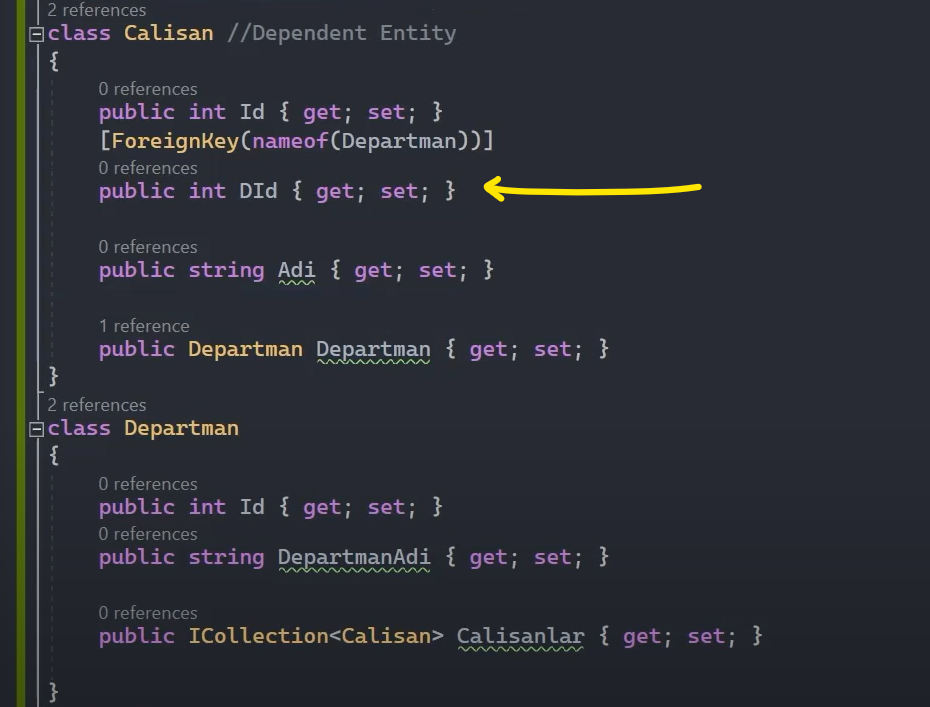 2 references
class Calisan //Dependent Entity
{
0 references
public int Id { get; set; }
[ForeignKey(nameof(Departman))]
0 references
public int DId { get; set; }
0 references
public string Adi { get; set; }
1 reference
public Departman Departman { get; set; }
}
2 references
class Departman
{
0 references
public int Id { get; set; }
0 references
public string DepartmanAdi { get; set; }
0 references
public ICollection<Calisan> Calisanlar { get; set; }
}